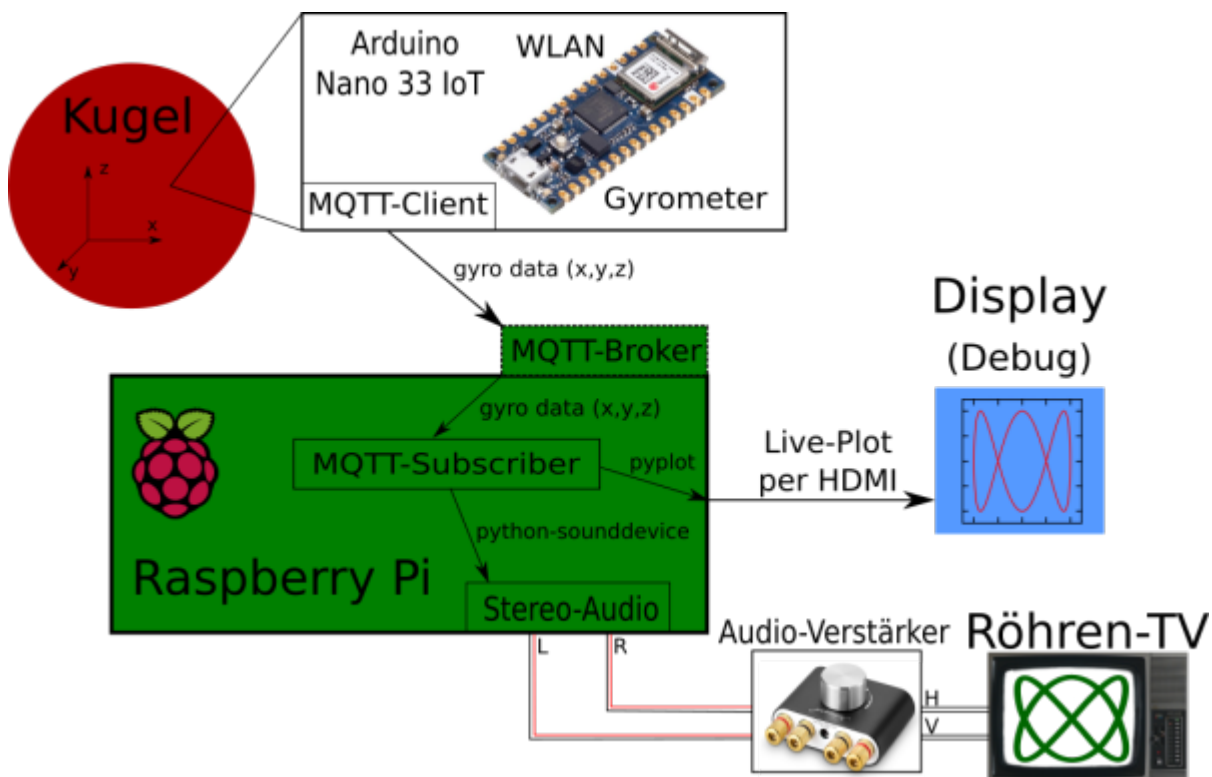 Kugel
z
x
y
Arduino
Nano 33 IoT
WLAN
MQTT-Client
Gyrometer
gyro data (x,y,z)
MQTT-Broker
gyro data (x,y,z)
MQTT-Subscriber
pyplot
python-sounddevice
Raspberry Pi
Stereo-Audio
Live-Plot
per HDMI
Display
(Debug)
L
R
Audio-Verstärker
H
V
Röhren-TV